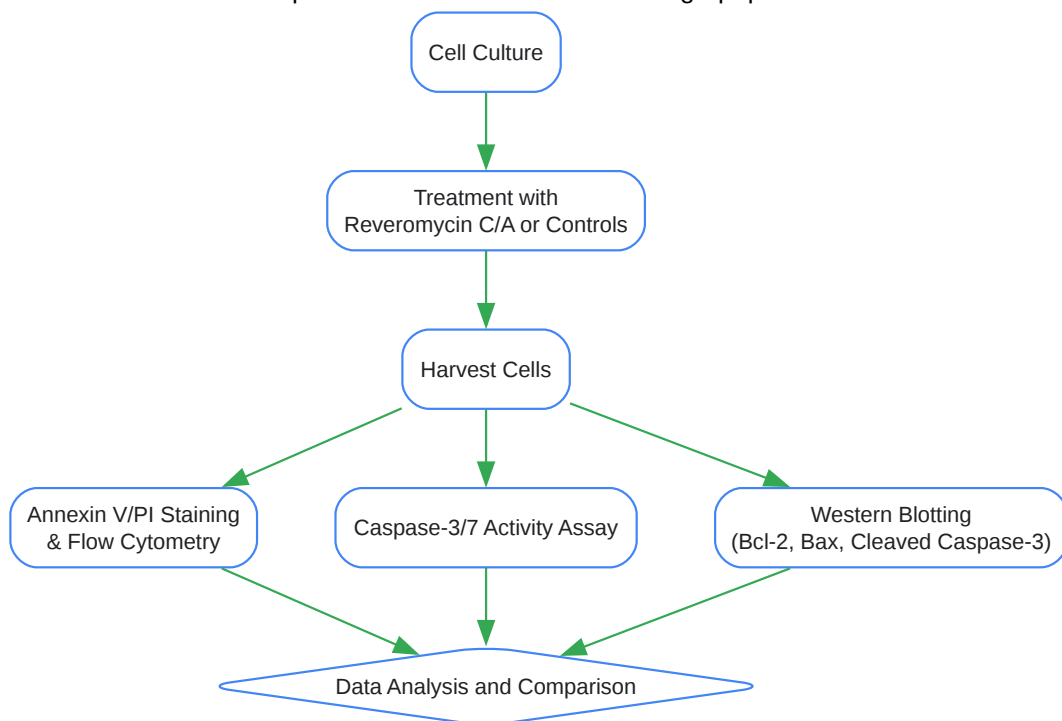 Cell Culture
Treatment with
Reveromycin C/A or Controls
Harvest Cells
Annexin V/PI Staining
& Flow Cytometry
Caspase-3/7 Activity Assay
Western Blotting
(Bcl-2, Bax, Cleaved Caspase-3)
Data Analysis and Comparison